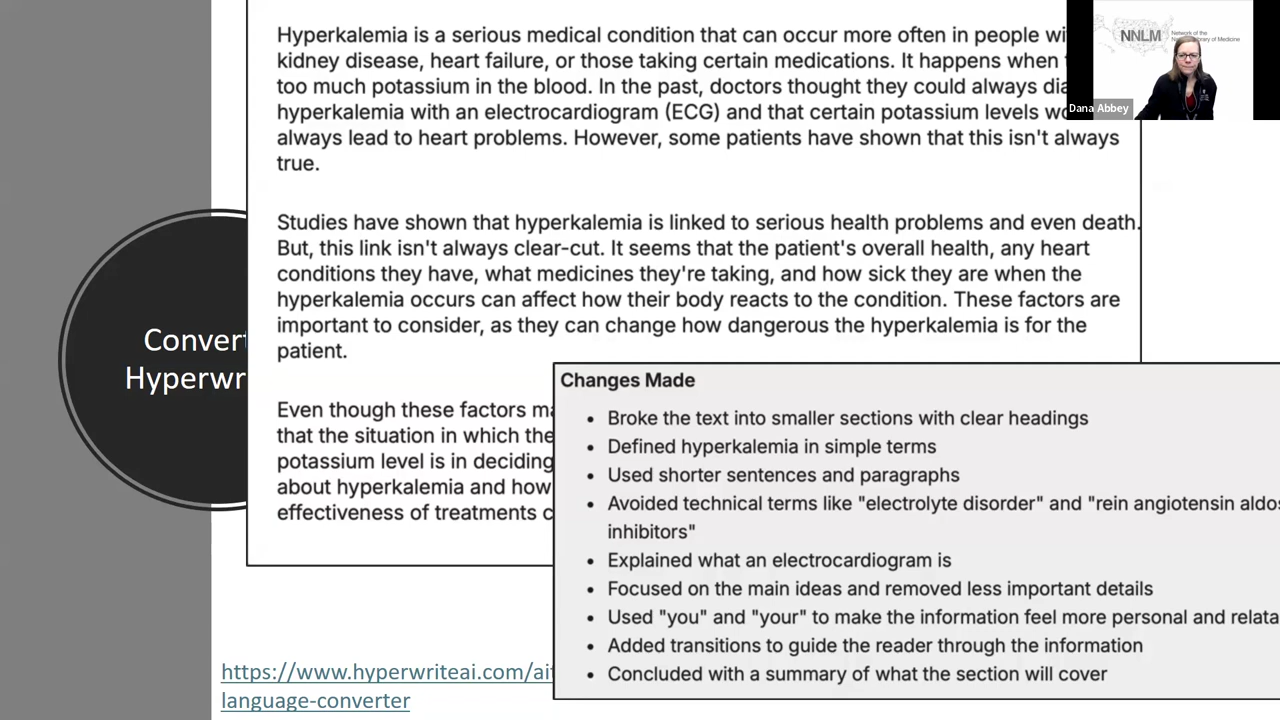 Hyperkalemia is a serious medical condition that can occur more often in people
kidney disease, heart failure, or those taking certain medications. It happens when
too much potassium in the blood. In the past, doctors thought they could always
hyperkalemia with an electrocardiogram (ECG) and that certain potassium levels
always lead to heart problems. However, some patients have shown that this isn't always
true.
Studies have shown that hyperkalemia is linked to serious health problems and even death.
But, this link isn't always clear-cut. It seems that the patient's overall health, any heart
conditions they have, what medicines they're taking, and how sick they are when the
hyperkalemia occurs can affect how their body reacts to the condition. These factors are
important to consider, as they can change how dangerous the hyperkalemia is for the
patient.
Even though these factors
that the situation in which
potassium level is in deciding
about hyperkalemia and how
effectiveness of treatments
Convert
Hyperwr
https://www.hyperwriteai.com/ait
language-converter
Changes Made
• Broke the text into smaller sections with clear headings
• Defined hyperkalemia in simple terms
• Used shorter sentences and paragraphs
• Avoided technical terms like "electrolyte disorder" and "rein angiotensin aldos
inhibitors"
• Explained what an electrocardiogram is
• Focused on the main ideas and removed less important details
• Used "you" and "your" to make the information feel more personal and relata
• Added transitions to guide the reader through the information
• Concluded with a summary of what the section will cover
NNLM
Network of the
Library of Medicine
Dana Abbey